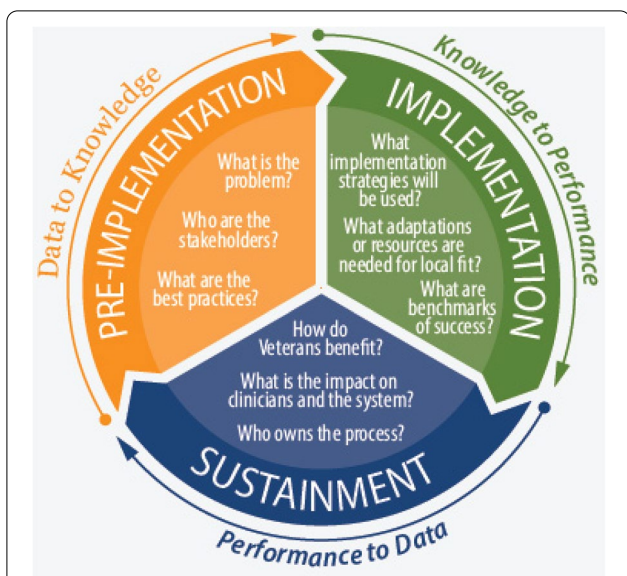 Data to Knowledge
PRE-IMPLEMENTATION
What is the
problem?
Who are the
stakeholders?
What are the
best practices?
Knowledge to Performance
IMPLEMENTATION
What
implementation
strategies will
be used?
What adaptations
or resources are
needed for local fit?
What are
benchmarks
of success?
How do
Veterans benefit?
What is the impact on
clinicians and the system?
Who owns the process?
SUSTAINMENT
Performance to Data